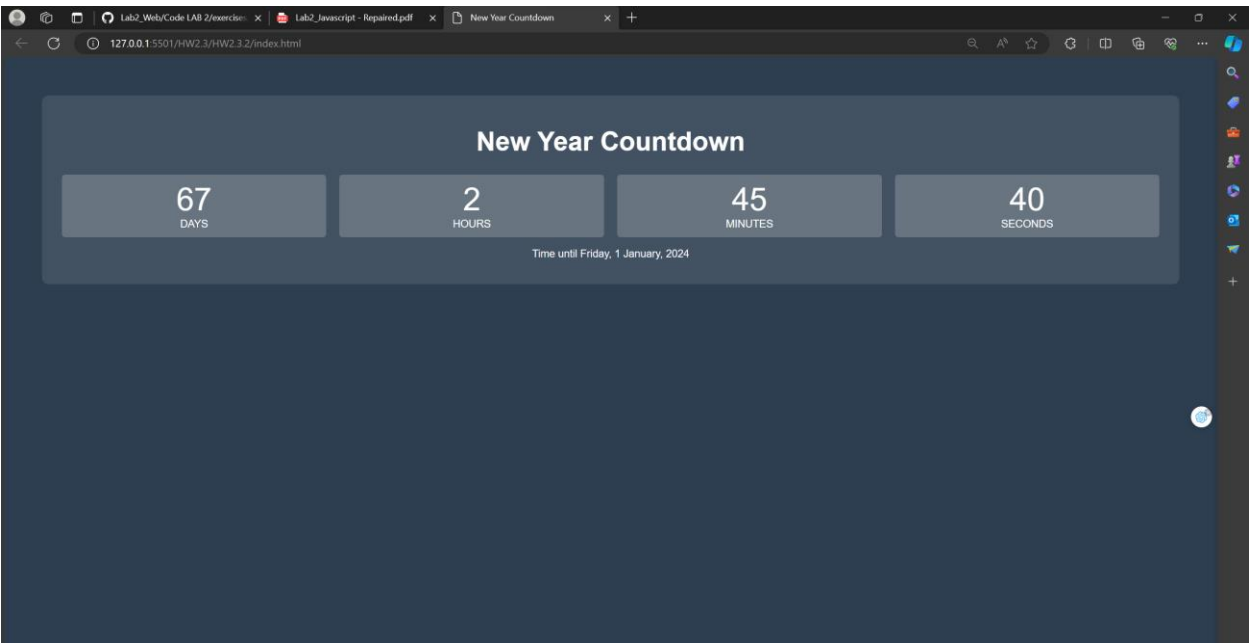 Lab2_Web/Code LAB 2/exercises
Lab2_Javascript - Repaired.pdf
New Year Countdown
127.0.0.1:5501/HW2.3/HW2.3.2/index.html
New Year Countdown
67
DAYS
2
HOURS
45
MINUTES
40
SECONDS
Time until Friday, 1 January, 2024